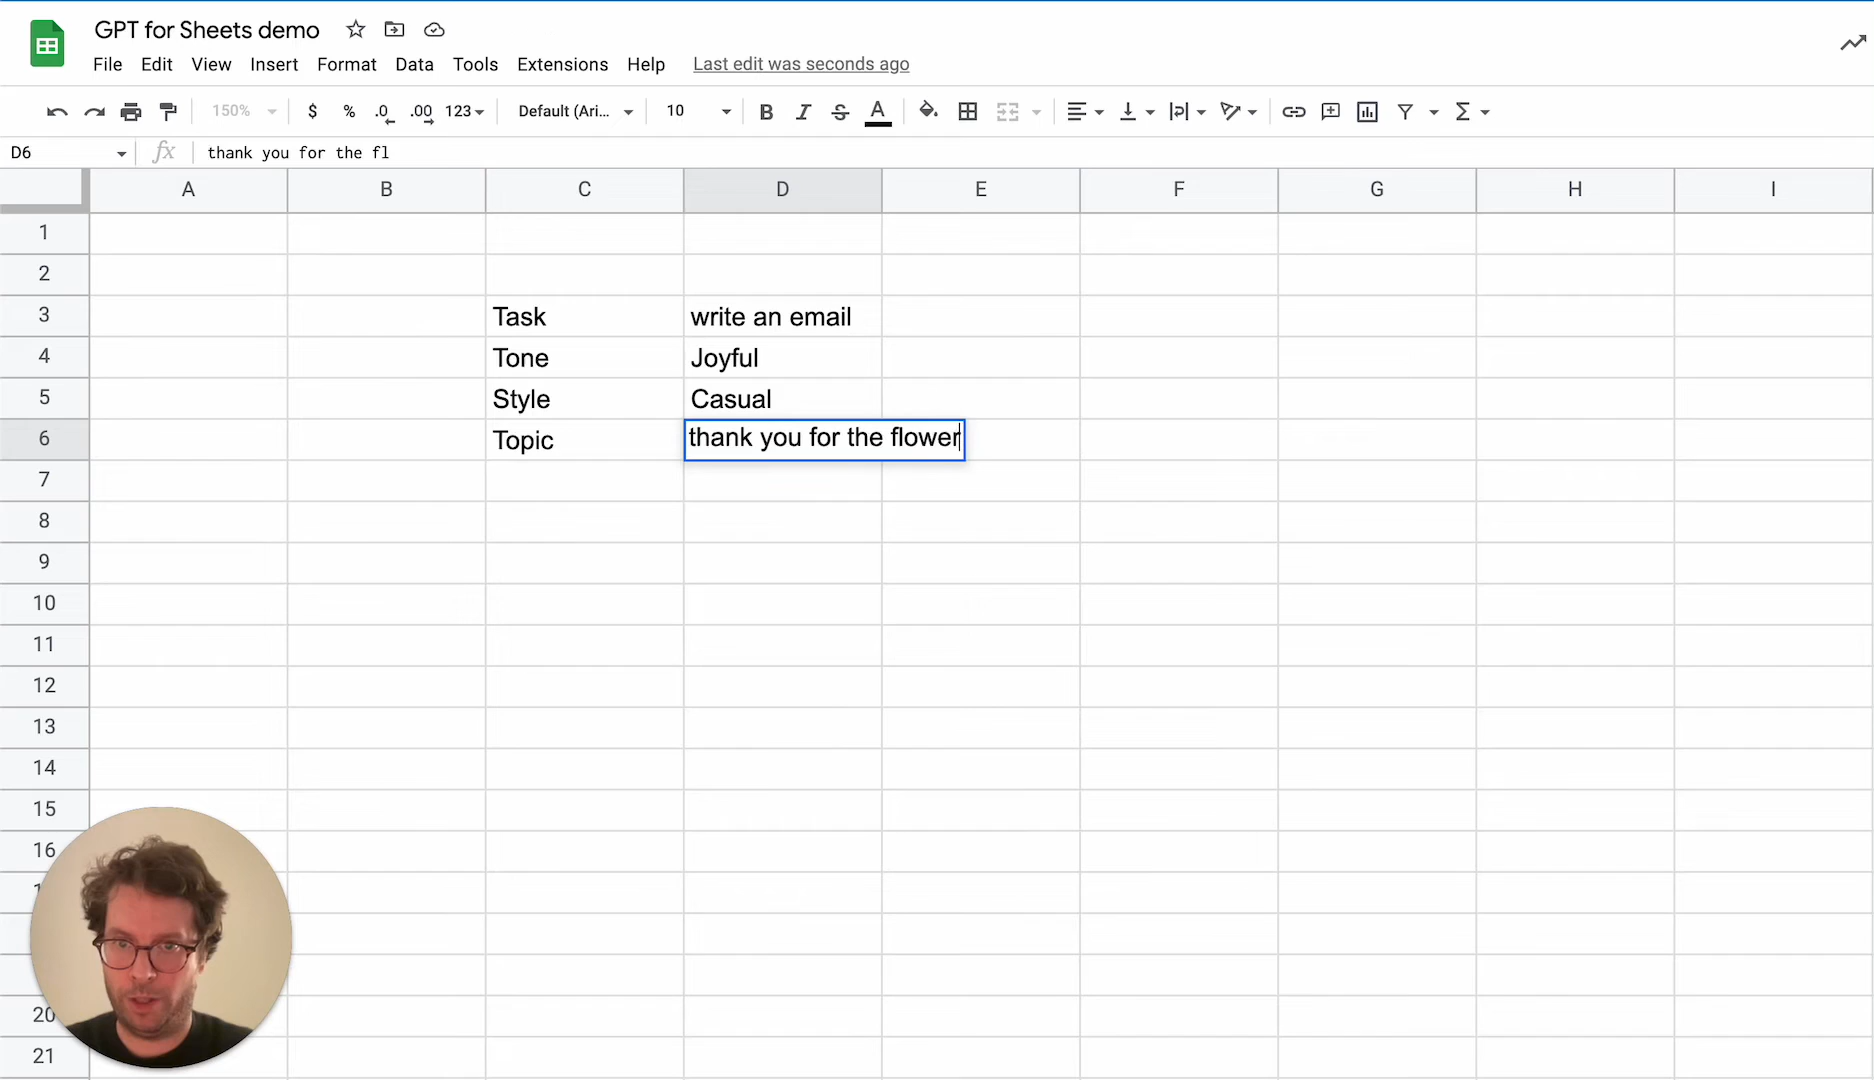 GPT for Sheets demo
File Edit View Insert Format Data Tools Extensions Help Last edit was seconds ago
150% $ % .0 .00 123 Default (Ari... 10 B I S A
D6 fx thank you for the fl
A B C D E F G H I
1
2
3 Task write an email
4 Tone Joyful
5 Style Casual
6 Topic thank you for the flower
7
8
9
10
11
12
13
14
15
16
20
21